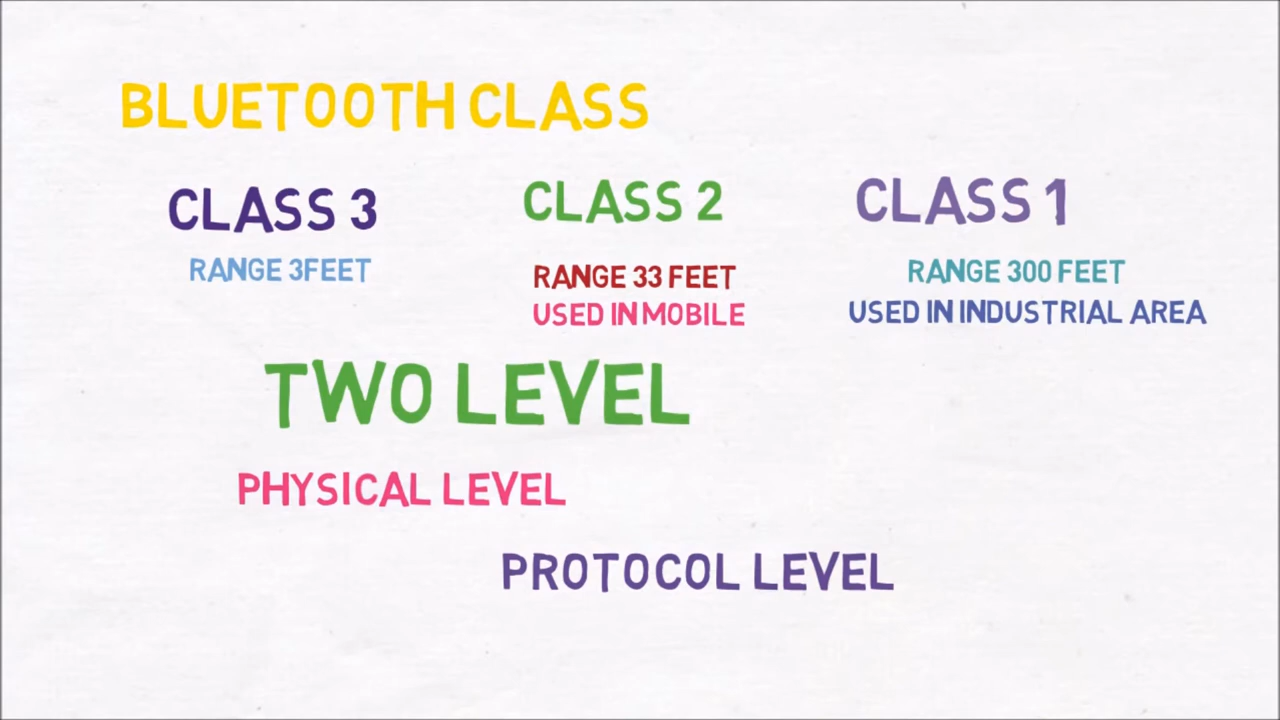 BLUETOOTH CLASS
CLASS 3
RANGE 3FEET
CLASS 2
RANGE 33 FEET
USED IN MOBILE
CLASS 1
RANGE 300 FEET
USED IN INDUSTRIAL AREA
TWO LEVEL
PHYSICAL LEVEL
PROTOCOL LEVEL